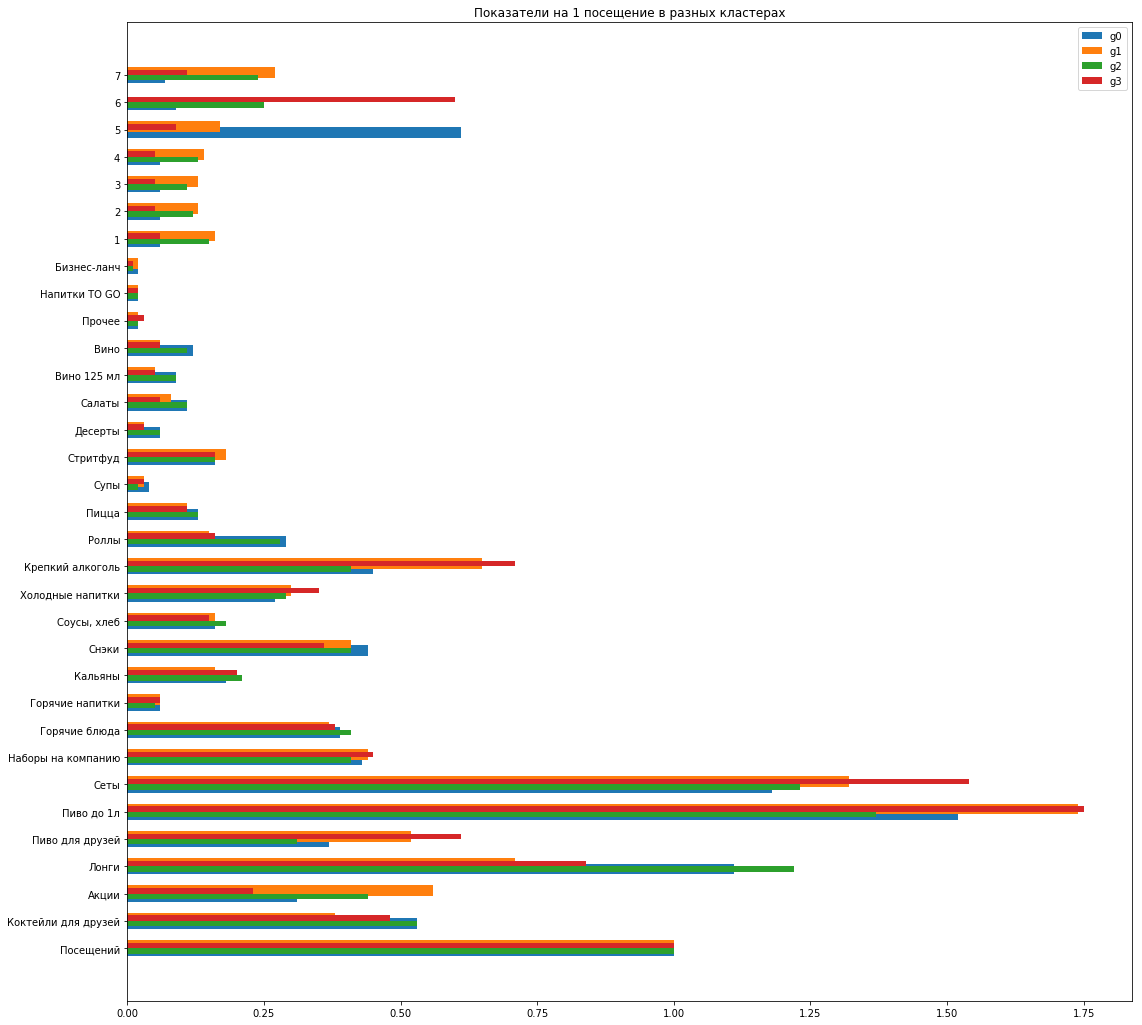 Показатели на 1 посещение в разных кластерах
g0
g1
g2
g3
7
6
5
4
3
2
1
Бизнес-ланч
Напитки TO GO
Прочее
Вино
Вино 125 мл
Салаты
Десерты
Стритфуд
Супы
Пицца
Роллы
Крепкий алкоголь
Холодные напитки
Соусы, хлеб
Снэки
Кальяны
Горячие напитки
Горячие блюда
Наборы на компанию
Сеты
Пиво до 1л
Пиво для друзей
Лонги
Акции
Коктейли для друзей
Посещений
0.00 0.25 0.50 0.75 1.00 1.25 1.50 1.75